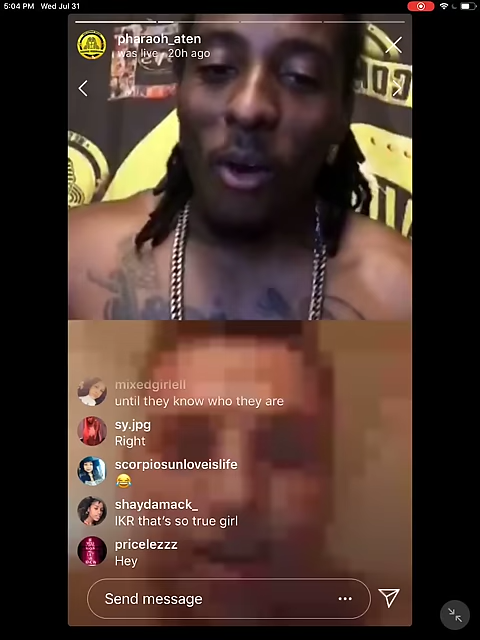 5:04 PM Wed Jul 31
pharaoh_aten
was live · 20h ago
mixedgirlell
until they know who they are
sy.jpg
Right
scorpiosunloveislife
😂
shaydamack_
IKR that's so true girl
pricelezzz
Hey
Send message